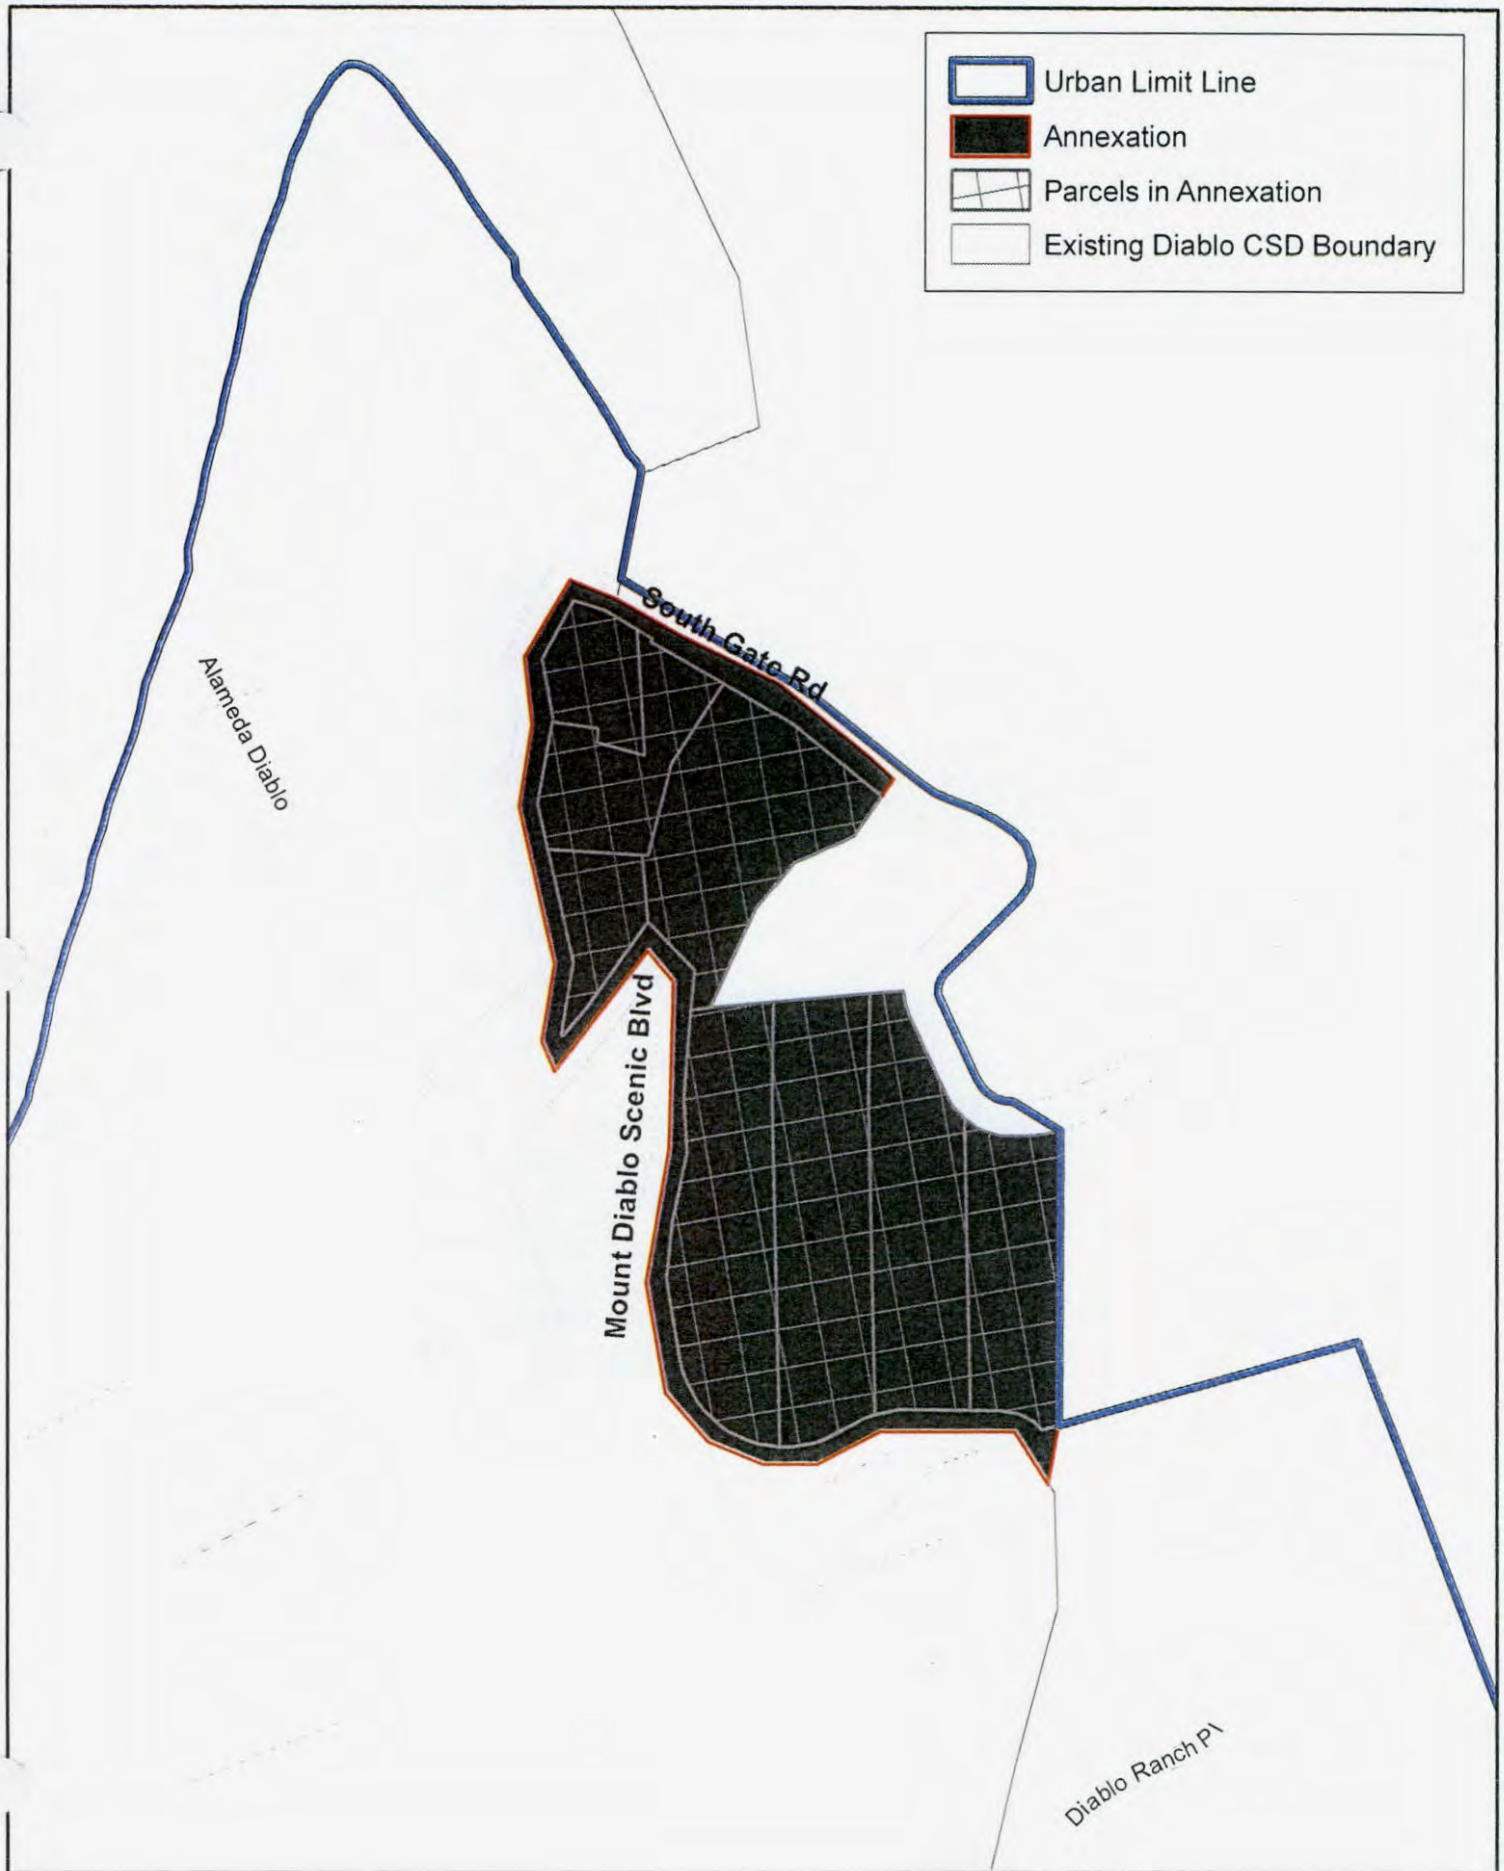 Urban Limit Line
Annexation
Parcels in Annexation
Existing Diablo CSD Boundary
South Gate Rd
Alameda Diablo
Mount Diablo Scenic Blvd
Diablo Ranch Pl